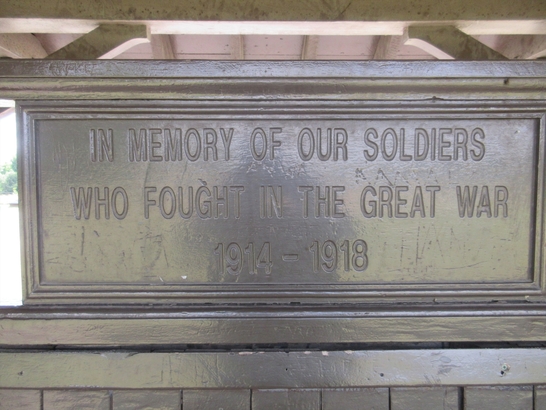 IN MEMORY OF OUR SOLDIERS
WHO FOUGHT IN THE GREAT WAR
1914 - 1918